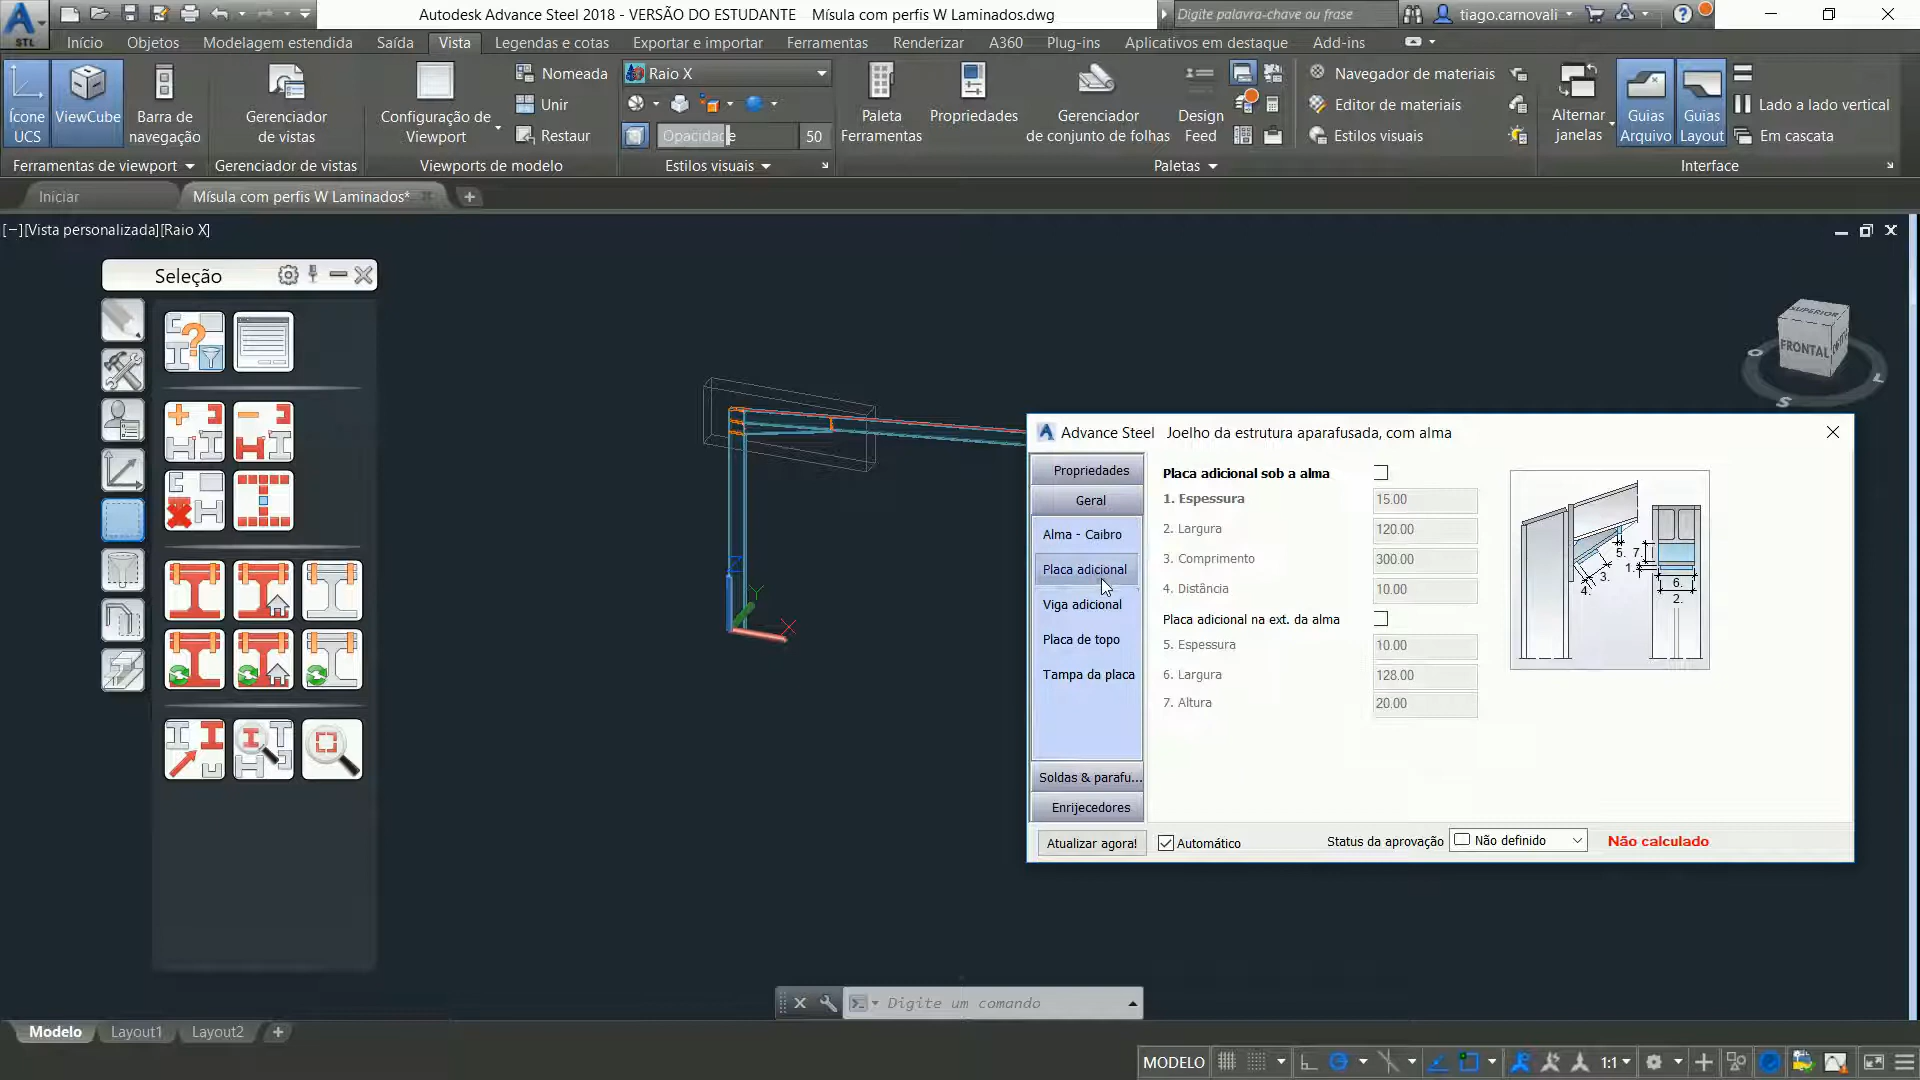 Autodesk Advance Steel 2018 - VERSÃO DO ESTUDANTE Mísula com perfis W Laminados.dwg
Digite palavra-chave ou frase
tiago.carnovali
STL
Início Objetos Modelagem estendida Saída Vista Legendas e cotas Exportar e importar Ferramentas Renderizar A360 Plug-ins Aplicativos em destaque Add-ins
Ícone UCS
ViewCube
Barra de navegação
Gerenciador de vistas
Configuração de Viewport
Nomeada
Unir
Restaur
Raio X
Opacidade 50
Paleta Ferramentas
Propriedades
Gerenciador de conjunto de folhas
Design Feed
Navegador de materiais
Editor de materiais
Estilos visuais
Alternar janelas
Guias Arquivo
Guias Layout
Lado a lado vertical
Em cascata
Ferramentas de viewport Gerenciador de vistas Viewports de modelo Estilos visuais Paletas Interface
Iniciar Mísula com perfis W Laminados*
[−][Vista personalizada][Raio X]
Seleção
SUPERIOR
FRONTAL
O
L
S
Z
Y
X
Advance Steel Joelho da estrutura aparafusada, com alma
Propriedades
Geral
Alma - Caibro
Placa adicional
Viga adicional
Placa de topo
Tampa da placa
Soldas & parafu...
Enrijecedores
Placa adicional sob a alma
1. Espessura 15.00
2. Largura 120.00
3. Comprimento 300.00
4. Distância 10.00
Placa adicional na ext. da alma
5. Espessura 10.00
6. Largura 128.00
7. Altura 20.00
5. 7.
3. 1.
4. 6.
2.
Atualizar agora! Automático Status da aprovação Não definido Não calculado
Digite um comando
Modelo Layout1 Layout2
MODELO 1:1